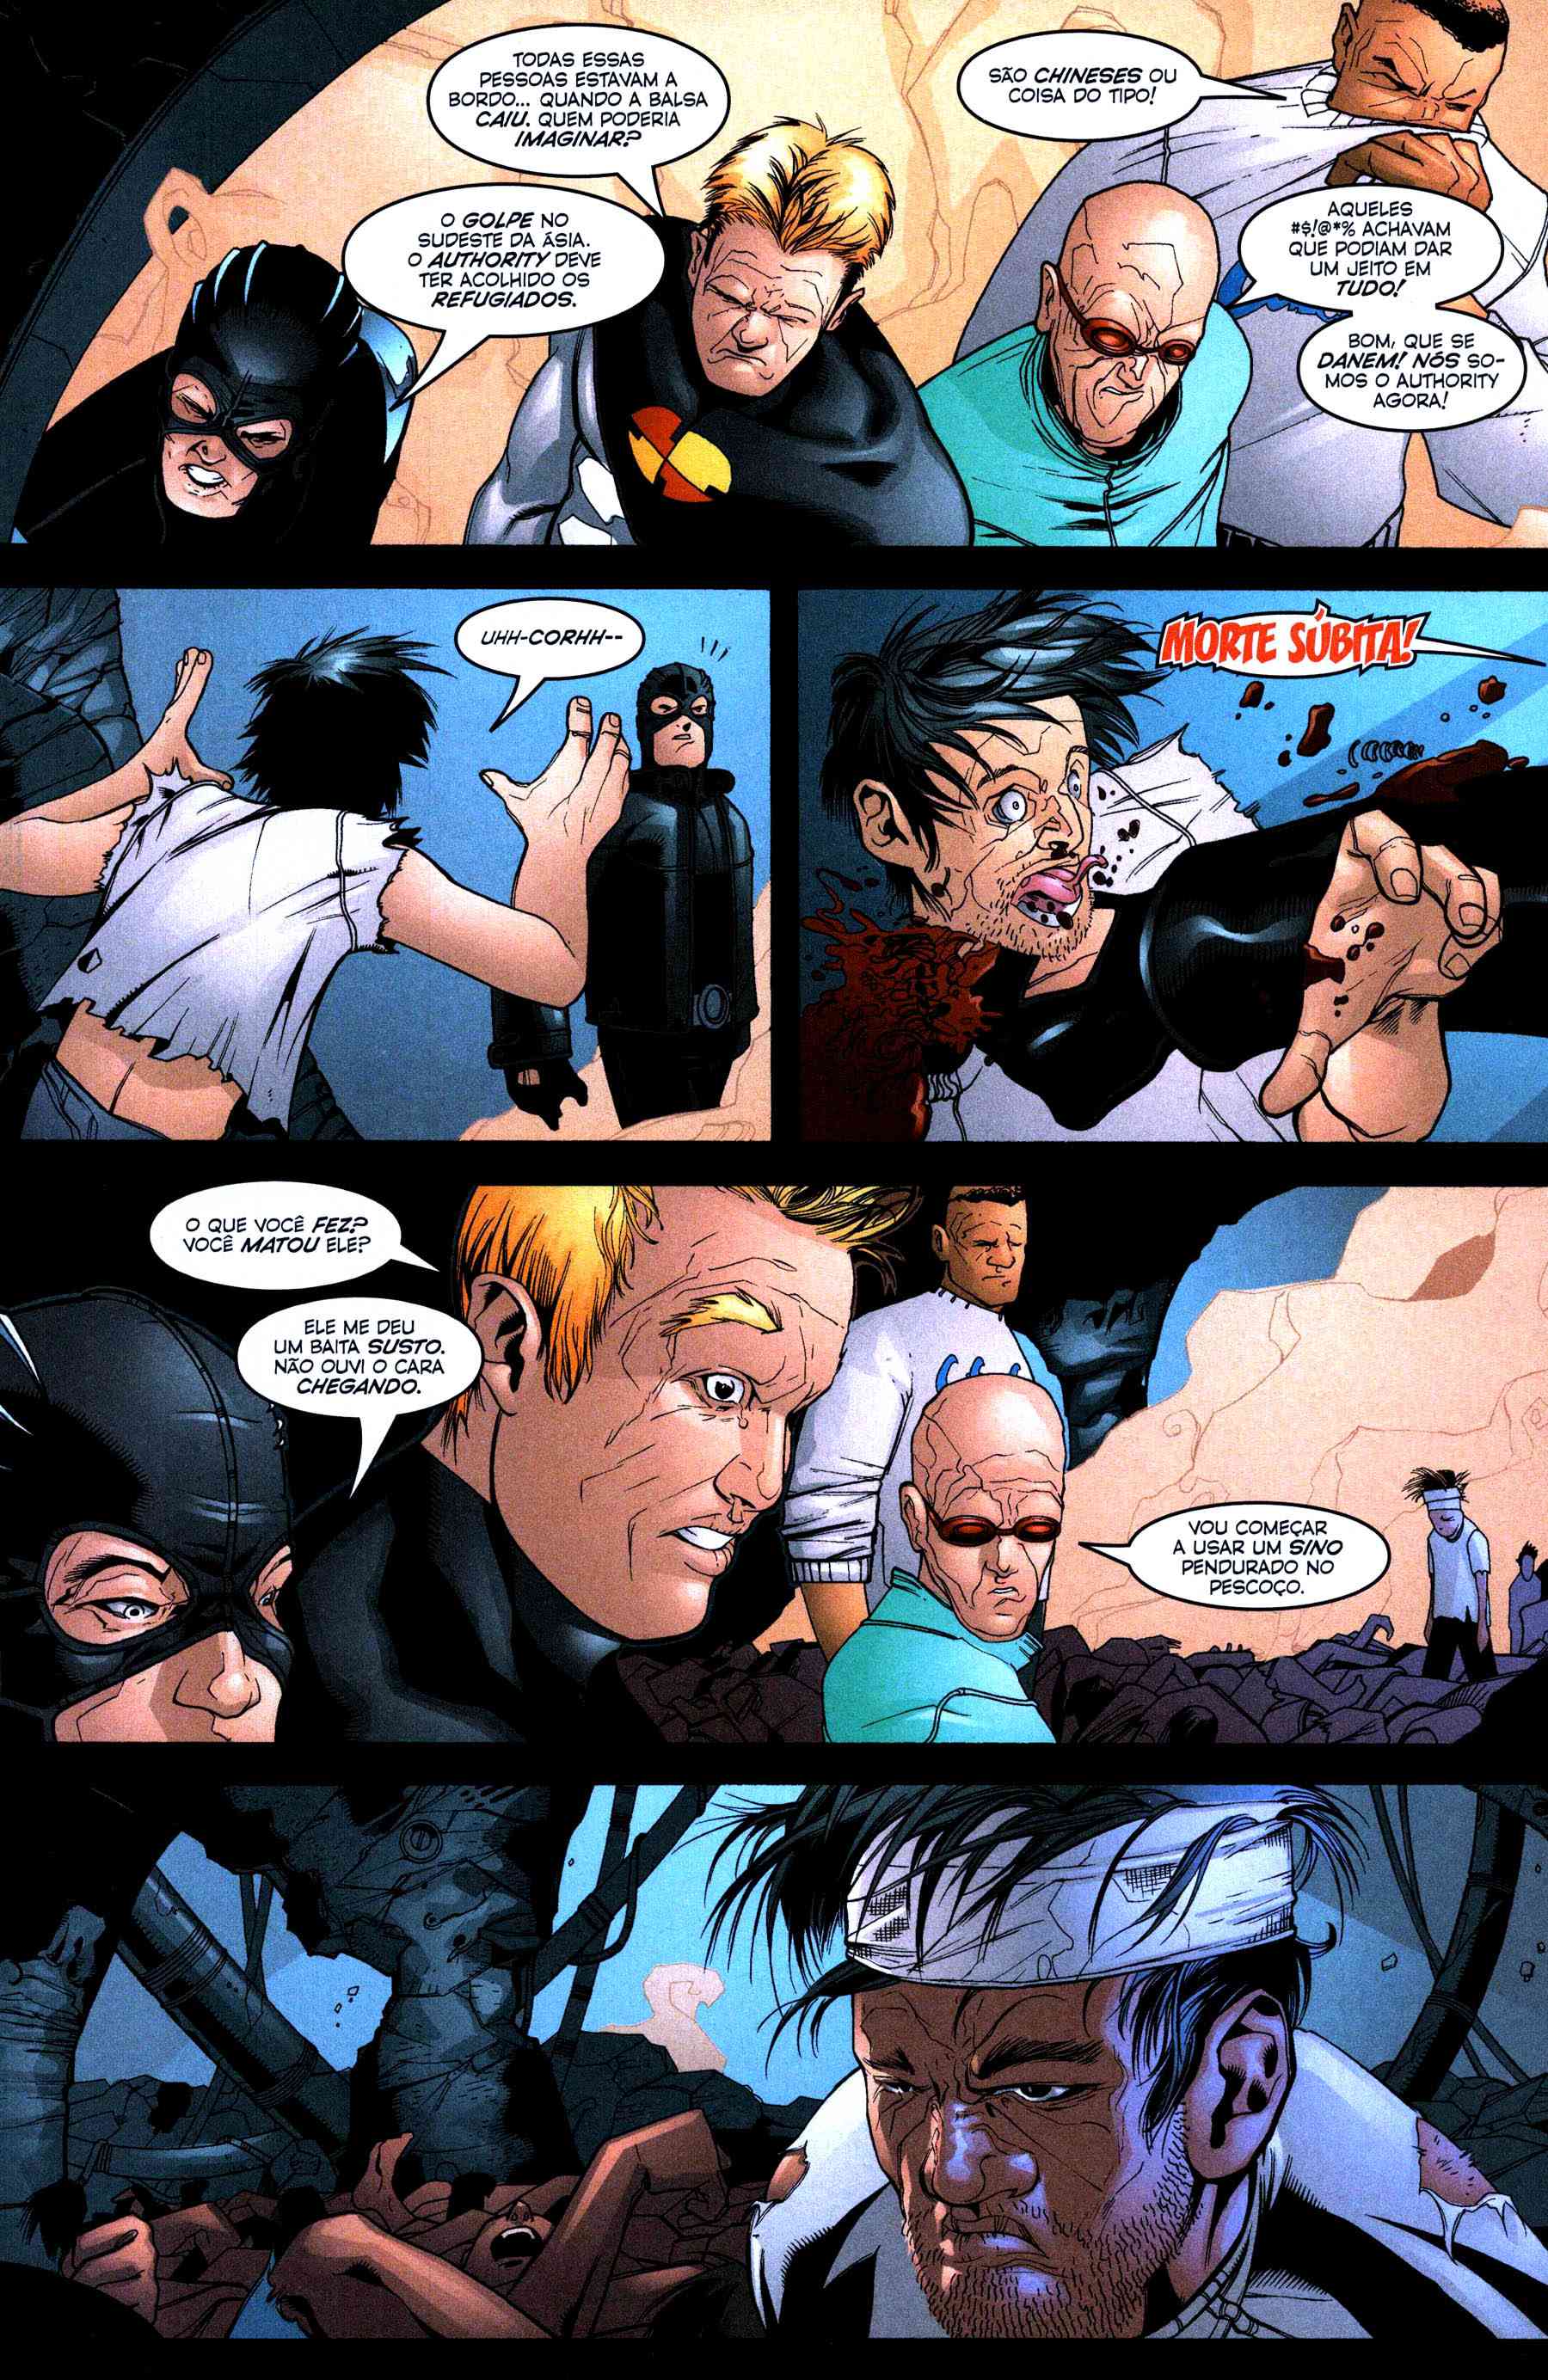 TODAS ESSAS
PESSOAS ESTAVAM A
BORDO... QUANDO A BALSA
CAIU. QUEM PODERIA
IMAGINAR?
O GOLPE NO
SUDESTE DA ÁSIA.
O AUTHORITY DEVE
TER ACOLHIDO OS
REFUGIADOS.
SÃO CHINESES OU
COISA DO TIPO!
AQUELES
#$!@*% ACHAVAM
QUE PODIAM DAR
UM JEITO EM
TUDO!
BOM, QUE SE
DANEM! NÓS SO-
MOS O AUTHORITY
AGORA!
UHH-CORHH--
MORTE SÚBITA!
O QUE VOCÊ FEZ?
VOCÊ MATOU ELE?
ELE ME DEU
UM BAITA SUSTO.
NÃO OUVI O CARA
CHEGANDO.
VOU COMEÇAR
A USAR UM SINO
PENDURADO NO
PESCOÇO.